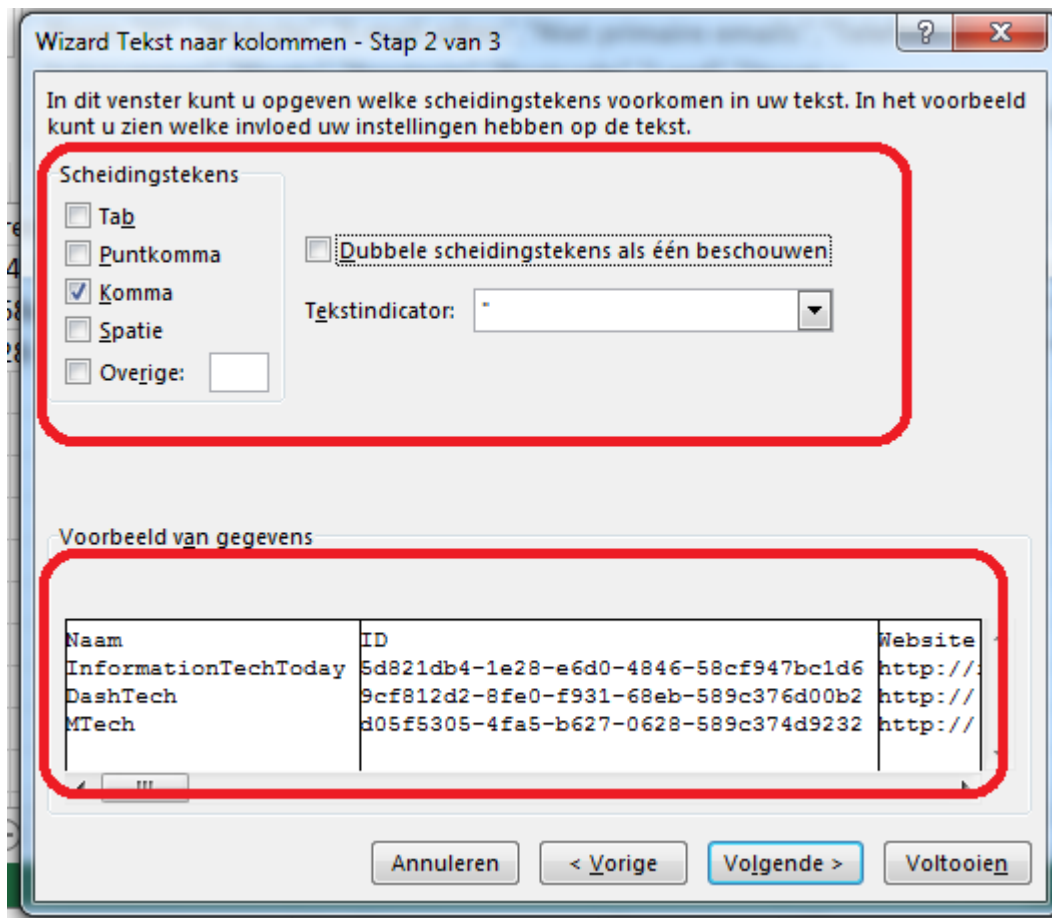 Wizard Tekst naar kolommen - Stap 2 van 3
In dit venster kunt u opgeven welke scheidingstekens voorkomen in uw tekst. In het voorbeeld
kunt u zien welke invloed uw instellingen hebben op de tekst.
Scheidingstekens
Tab
Puntkomma
Komma
Spatie
Overige:
Dubbele scheidingstekens als één beschouwen
Tekstindicator: "
Voorbeeld van gegevens
Naam ID Website
InformationTechToday 5d821db4-1e28-e6d0-4846-58cf947bc1d6 http://
DashTech 9cf812d2-8fe0-f931-68eb-589c376d00b2 http://
MTech d05f5305-4fa5-b627-0628-589c374d9232 http://
Annuleren < Vorige Volgende > Voltooien